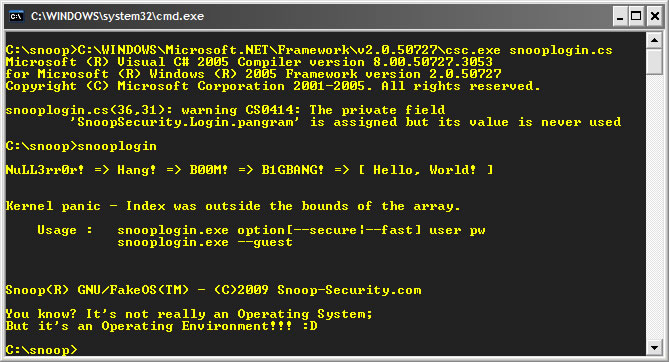 C:\WINDOWS\system32\cmd.exe
C:\snoop>C:\WINDOWS\Microsoft.NET\Framework\v2.0.50727\csc.exe snooplogin.cs
Microsoft (R) Visual C# 2005 Compiler version 8.00.50727.3053
for Microsoft (R) Windows (R) 2005 Framework version 2.0.50727
Copyright (C) Microsoft Corporation 2001-2005. All rights reserved.
snooplogin.cs(36,31): warning CS0414: The private field
'SnoopSecurity.Login.pangram' is assigned but its value is never used
C:\snoop>snooplogin
NuLL3rr0r! => Hang! => B00M! => B1GBANG! => [ Hello, World! ]
Kernel panic - Index was outside the bounds of the array.
Usage :   snooplogin.exe option[--secure|--fast] user pw
snooplogin.exe --guest
Snoop(R) GNU/FakeOS(TM) - (C)2009 Snoop-Security.com
You know? It's not really an Operating System;
But it's an Operating Environment!!! :D
C:\snoop>